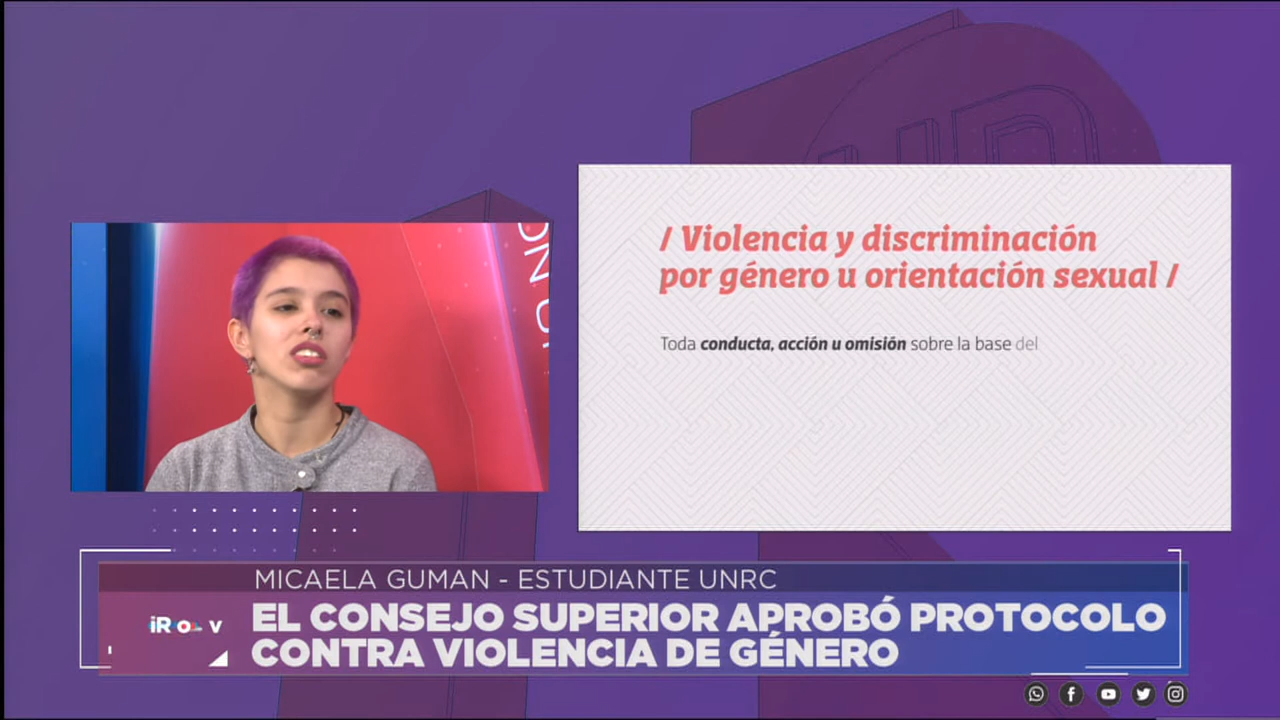 / Violencia y discriminación
por género u orientación sexual /
Toda conducta, acción u omisión sobre la base del
MICAELA GUMAN - ESTUDIANTE UNRC
EL CONSEJO SUPERIOR APROBÓ PROTOCOLO
CONTRA VIOLENCIA DE GÉNERO